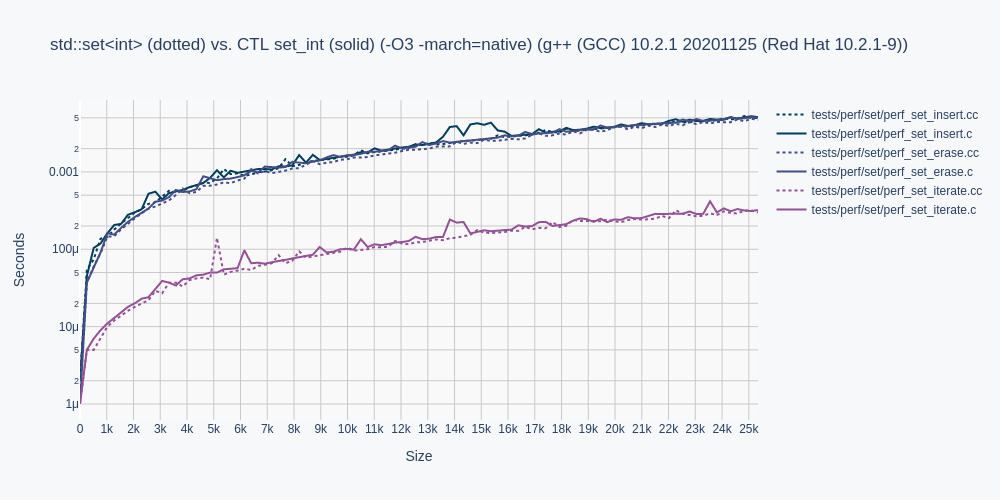 std::set<int> (dotted) vs. CTL set_int (solid) (-O3 -march=native) (g++ (GCC) 10.2.1 20201125 (Red Hat 10.2.1-9))
5
2
0.001
5
2
100μ
5
2
10μ
5
2
1μ
Seconds
0 1k 2k 3k 4k 5k 6k 7k 8k 9k 10k 11k 12k 13k 14k 15k 16k 17k 18k 19k 20k 21k 22k 23k 24k 25k
Size
tests/perf/set/perf_set_insert.cc
tests/perf/set/perf_set_insert.c
tests/perf/set/perf_set_erase.cc
tests/perf/set/perf_set_erase.c
tests/perf/set/perf_set_iterate.cc
tests/perf/set/perf_set_iterate.c